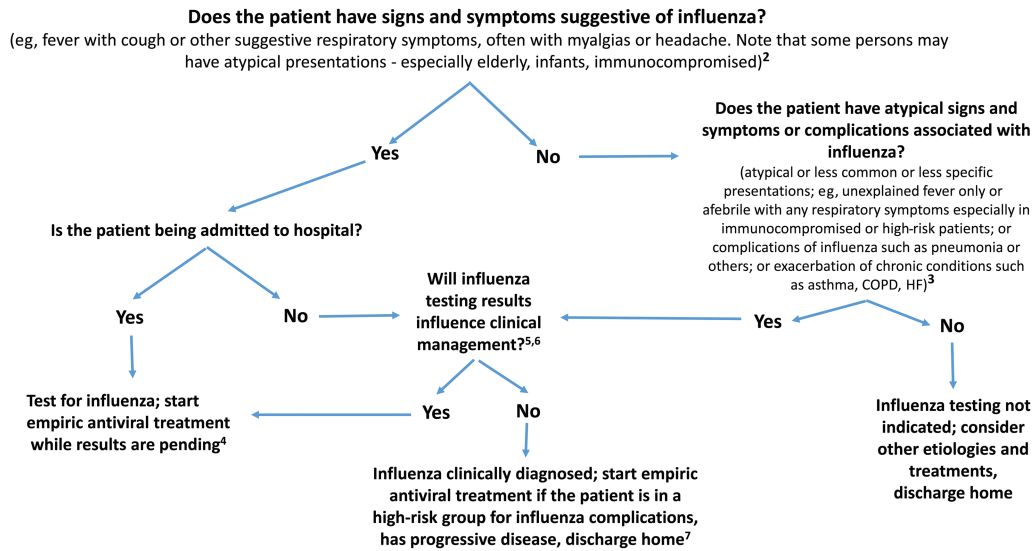 Does the patient have signs and symptoms suggestive of influenza?
(eg, fever with cough or other suggestive respiratory symptoms, often with myalgias or headache. Note that some persons may
have atypical presentations - especially elderly, infants, immunocompromised)²
Yes
No
Does the patient have atypical signs and
symptoms or complications associated with
influenza?
(atypical or less common or less specific
presentations; eg, unexplained fever only or
afebrile with any respiratory symptoms especially in
immunocompromised or high-risk patients; or
complications of influenza such as pneumonia or
others; or exacerbation of chronic conditions such
as asthma, COPD, HF)³
Is the patient being admitted to hospital?
Yes
No
Will influenza
testing results
influence clinical
management?⁵,⁶
Yes
No
Test for influenza; start
empiric antiviral treatment
while results are pending⁴
Yes
No
Influenza clinically diagnosed; start empiric
antiviral treatment if the patient is in a
high-risk group for influenza complications,
has progressive disease, discharge home⁷
Influenza testing not
indicated; consider
other etiologies and
treatments,
discharge home